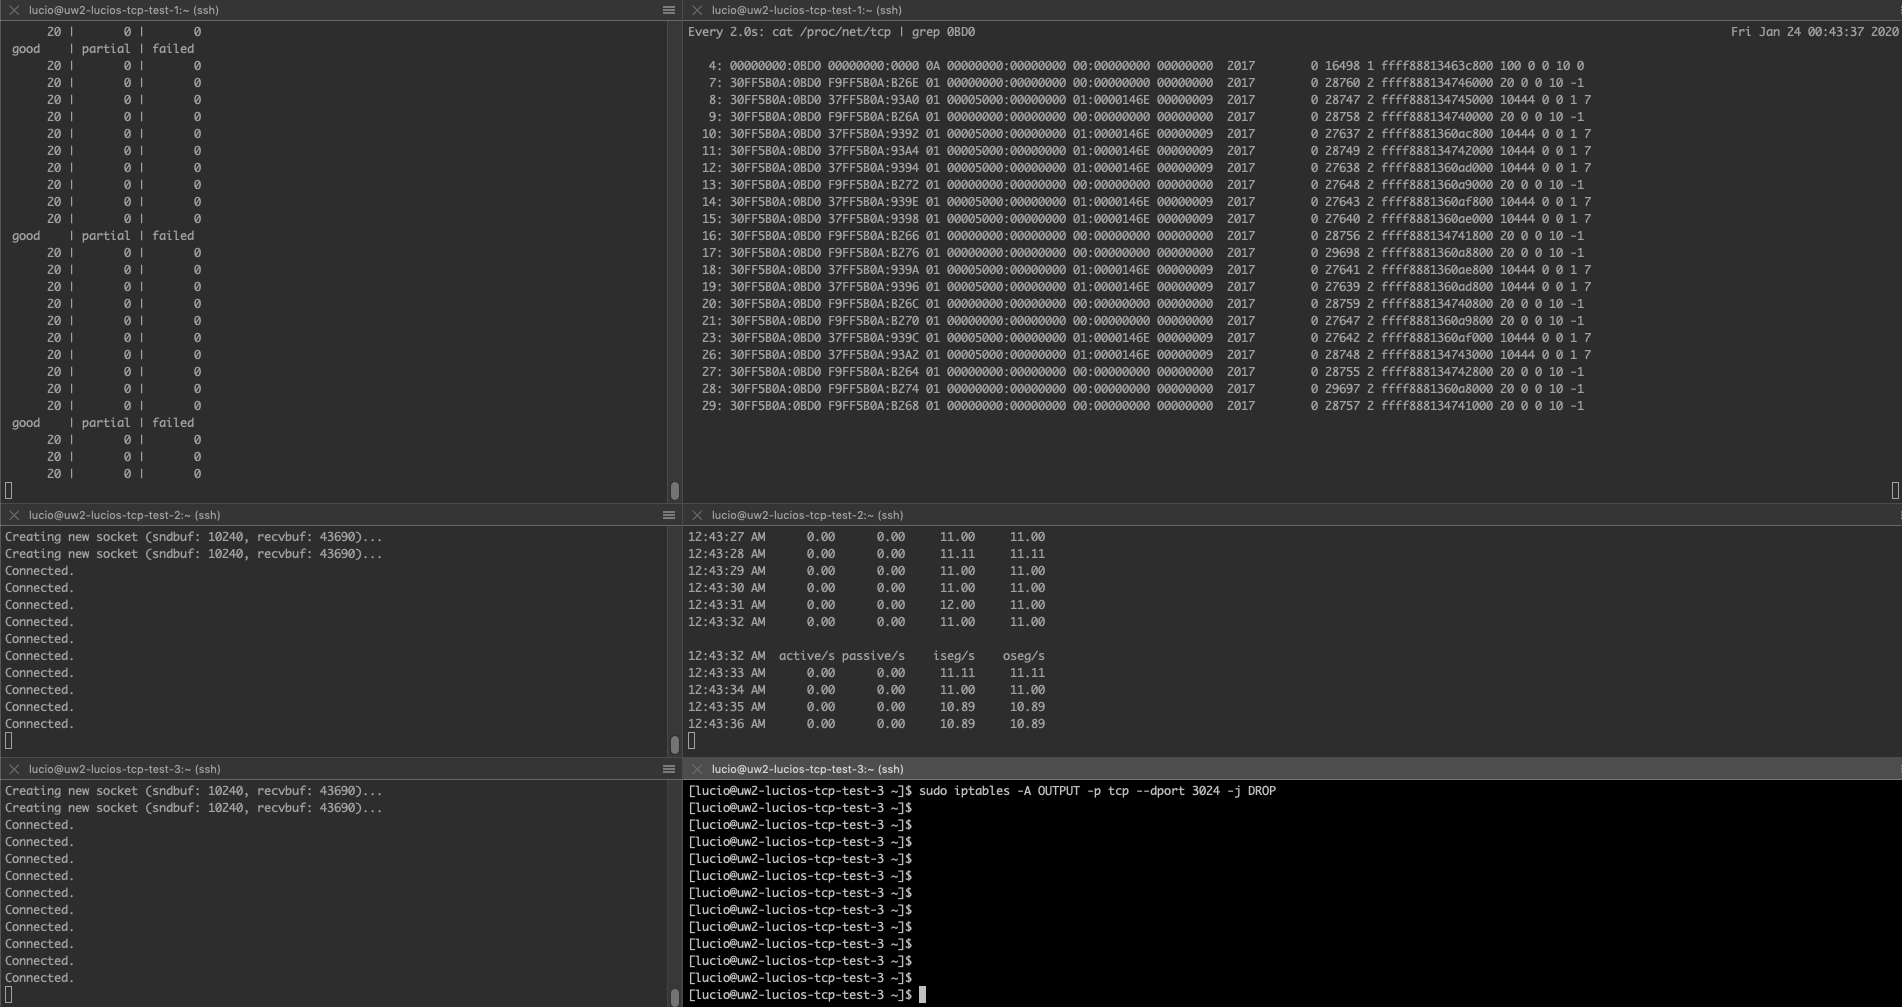 lucio@uw2-lucios-tcp-test-1:~ (ssh)
20 | 0 | 0
good | partial | failed
20 | 0 | 0
20 | 0 | 0
20 | 0 | 0
20 | 0 | 0
20 | 0 | 0
20 | 0 | 0
20 | 0 | 0
20 | 0 | 0
20 | 0 | 0
20 | 0 | 0
good | partial | failed
20 | 0 | 0
20 | 0 | 0
20 | 0 | 0
20 | 0 | 0
20 | 0 | 0
20 | 0 | 0
20 | 0 | 0
20 | 0 | 0
20 | 0 | 0
20 | 0 | 0
good | partial | failed
20 | 0 | 0
20 | 0 | 0
20 | 0 | 0
lucio@uw2-lucios-tcp-test-1:~ (ssh)
Every 2.0s: cat /proc/net/tcp | grep 0BD0 Fri Jan 24 00:43:37 2020
4: 00000000:0BD0 00000000:0000 0A 00000000:00000000 00:00000000 00000000 2017 0 16498 1 ffff88813463c800 100 0 0 10 0
7: 30FF5B0A:0BD0 F9FF5B0A:B26E 01 00000000:00000000 00:00000000 00000000 2017 0 28760 2 ffff888134746000 20 0 0 10 -1
8: 30FF5B0A:0BD0 37FF5B0A:93A0 01 00005000:00000000 01:0000146E 00000009 2017 0 28747 2 ffff888134745000 10444 0 0 1 7
9: 30FF5B0A:0BD0 F9FF5B0A:B26A 01 00000000:00000000 00:00000000 00000000 2017 0 28758 2 ffff888134740000 20 0 0 10 -1
10: 30FF5B0A:0BD0 37FF5B0A:9392 01 00005000:00000000 01:0000146E 00000009 2017 0 27637 2 ffff8881360ac800 10444 0 0 1 7
11: 30FF5B0A:0BD0 37FF5B0A:93A4 01 00005000:00000000 01:0000146E 00000009 2017 0 28749 2 ffff888134742000 10444 0 0 1 7
12: 30FF5B0A:0BD0 37FF5B0A:9394 01 00005000:00000000 01:0000146E 00000009 2017 0 27638 2 ffff8881360ad000 10444 0 0 1 7
13: 30FF5B0A:0BD0 F9FF5B0A:B272 01 00000000:00000000 00:00000000 00000000 2017 0 27648 2 ffff8881360a9000 20 0 0 10 -1
14: 30FF5B0A:0BD0 37FF5B0A:939E 01 00005000:00000000 01:0000146E 00000009 2017 0 27643 2 ffff8881360af800 10444 0 0 1 7
15: 30FF5B0A:0BD0 37FF5B0A:9398 01 00005000:00000000 01:0000146E 00000009 2017 0 27640 2 ffff8881360ae000 10444 0 0 1 7
16: 30FF5B0A:0BD0 F9FF5B0A:B266 01 00000000:00000000 00:00000000 00000000 2017 0 28756 2 ffff888134741800 20 0 0 10 -1
17: 30FF5B0A:0BD0 F9FF5B0A:B276 01 00000000:00000000 00:00000000 00000000 2017 0 29698 2 ffff8881360a8800 20 0 0 10 -1
18: 30FF5B0A:0BD0 37FF5B0A:939A 01 00005000:00000000 01:0000146E 00000009 2017 0 27641 2 ffff8881360ae800 10444 0 0 1 7
19: 30FF5B0A:0BD0 37FF5B0A:9396 01 00005000:00000000 01:0000146E 00000009 2017 0 27639 2 ffff8881360ad800 10444 0 0 1 7
20: 30FF5B0A:0BD0 F9FF5B0A:B26C 01 00000000:00000000 00:00000000 00000000 2017 0 28759 2 ffff888134740800 20 0 0 10 -1
21: 30FF5B0A:0BD0 F9FF5B0A:B270 01 00000000:00000000 00:00000000 00000000 2017 0 27647 2 ffff8881360a9800 20 0 0 10 -1
23: 30FF5B0A:0BD0 37FF5B0A:939C 01 00005000:00000000 01:0000146E 00000009 2017 0 27642 2 ffff8881360af000 10444 0 0 1 7
26: 30FF5B0A:0BD0 37FF5B0A:93A2 01 00005000:00000000 01:0000146E 00000009 2017 0 28748 2 ffff888134743000 10444 0 0 1 7
27: 30FF5B0A:0BD0 F9FF5B0A:B264 01 00000000:00000000 00:00000000 00000000 2017 0 28755 2 ffff888134742800 20 0 0 10 -1
28: 30FF5B0A:0BD0 F9FF5B0A:B274 01 00000000:00000000 00:00000000 00000000 2017 0 29697 2 ffff8881360a8000 20 0 0 10 -1
29: 30FF5B0A:0BD0 F9FF5B0A:B268 01 00000000:00000000 00:00000000 00000000 2017 0 28757 2 ffff888134741000 20 0 0 10 -1
lucio@uw2-lucios-tcp-test-2:~ (ssh)
Creating new socket (sndbuf: 10240, recvbuf: 43690)...
Creating new socket (sndbuf: 10240, recvbuf: 43690)...
Connected.
Connected.
Connected.
Connected.
Connected.
Connected.
Connected.
Connected.
Connected.
Connected.
lucio@uw2-lucios-tcp-test-2:~ (ssh)
12:43:27 AM 0.00 0.00 11.00 11.00
12:43:28 AM 0.00 0.00 11.11 11.11
12:43:29 AM 0.00 0.00 11.00 11.00
12:43:30 AM 0.00 0.00 11.00 11.00
12:43:31 AM 0.00 0.00 12.00 11.00
12:43:32 AM 0.00 0.00 11.00 11.00
12:43:32 AM active/s passive/s iseg/s oseg/s
12:43:33 AM 0.00 0.00 11.11 11.11
12:43:34 AM 0.00 0.00 11.00 11.00
12:43:35 AM 0.00 0.00 10.89 10.89
12:43:36 AM 0.00 0.00 10.89 10.89
lucio@uw2-lucios-tcp-test-3:~ (ssh)
Creating new socket (sndbuf: 10240, recvbuf: 43690)...
Creating new socket (sndbuf: 10240, recvbuf: 43690)...
Connected.
Connected.
Connected.
Connected.
Connected.
Connected.
Connected.
Connected.
Connected.
Connected.
lucio@uw2-lucios-tcp-test-3:~ (ssh)
[lucio@uw2-lucios-tcp-test-3 ~]$ sudo iptables -A OUTPUT -p tcp --dport 3024 -j DROP
[lucio@uw2-lucios-tcp-test-3 ~]$
[lucio@uw2-lucios-tcp-test-3 ~]$
[lucio@uw2-lucios-tcp-test-3 ~]$
[lucio@uw2-lucios-tcp-test-3 ~]$
[lucio@uw2-lucios-tcp-test-3 ~]$
[lucio@uw2-lucios-tcp-test-3 ~]$
[lucio@uw2-lucios-tcp-test-3 ~]$
[lucio@uw2-lucios-tcp-test-3 ~]$
[lucio@uw2-lucios-tcp-test-3 ~]$
[lucio@uw2-lucios-tcp-test-3 ~]$
[lucio@uw2-lucios-tcp-test-3 ~]$
[lucio@uw2-lucios-tcp-test-3 ~]$